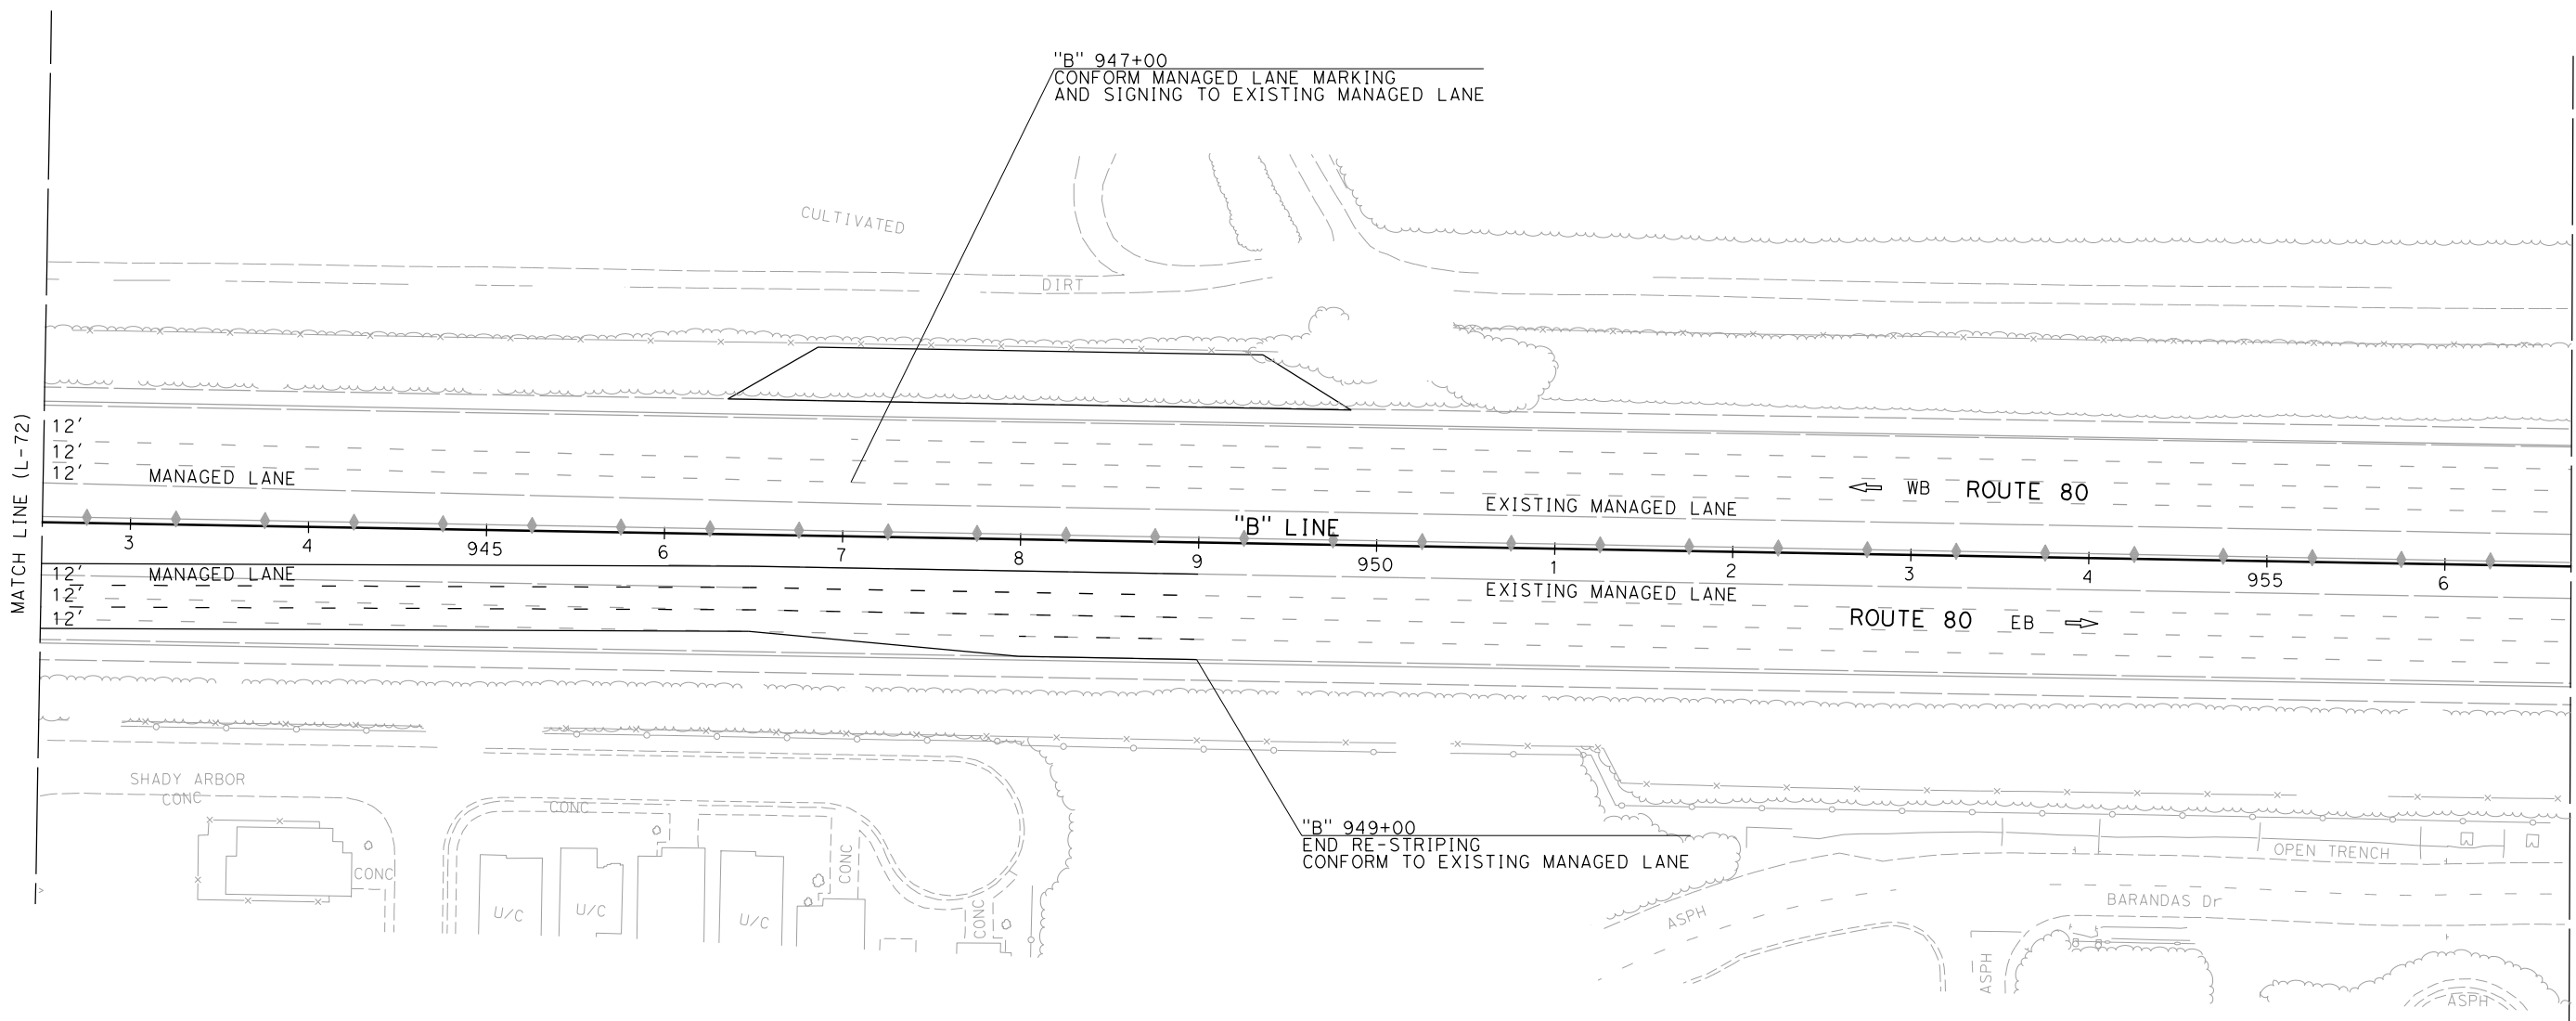 "B" 947+00
CONFORM MANAGED LANE MARKING
AND SIGNING TO EXISTING MANAGED LANE
CULTIVATED
DIRT
MATCH LINE (L-72)
12'
12'
12'
MANAGED LANE
EXISTING MANAGED LANE
WB ROUTE 80
"B" LINE
3 4 945 6 7 8 9 950 1 2 3 4 955 6
12'
12'
12'
MANAGED LANE
EXISTING MANAGED LANE
ROUTE 80 EB
SHADY ARBOR
CONC
CONC
CONC
CONC
CONC
U/C
U/C
U/C
"B" 949+00
END RE-STRIPING
CONFORM TO EXISTING MANAGED LANE
OPEN TRENCH
BARANDAS Dr
ASPH
ASPH
ASPH